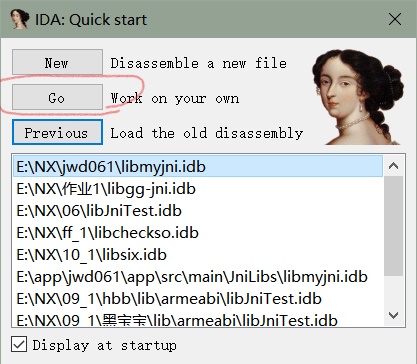 IDA: Quick start
New Disassemble a new file
Go Work on your own
Previous Load the old disassembly
E:\NX\jwd061\libmyjni.idb
E:\NX\作业1\libgg-jni.idb
E:\NX\06\libJniTest.idb
E:\NX\ff_1\libcheckso.idb
E:\NX\10_1\libsix.idb
E:\app\jwd061\app\src\main\JniLibs\libmyjni.idb
E:\NX\09_1\hbb\lib\armeabi\libJniTest.idb
E:\NX\09_1\黑宝宝\lib\armeabi\libJniTest.idb
Display at startup